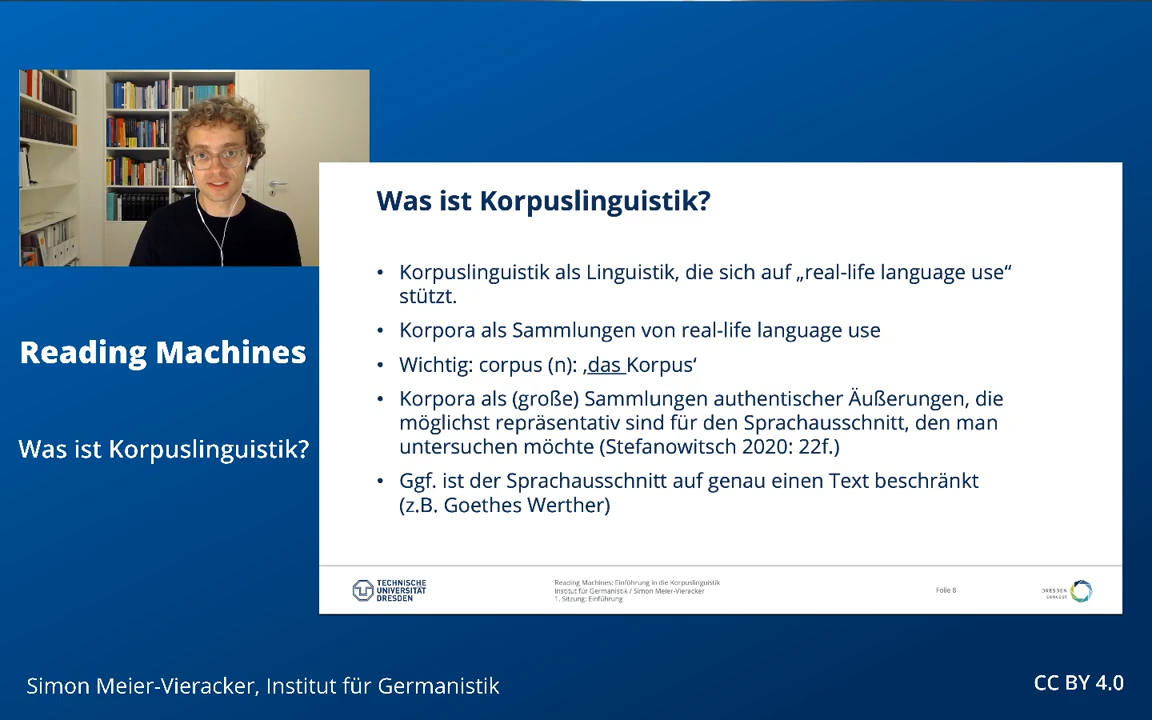 Was ist Korpuslinguistik?
• Korpuslinguistik als Linguistik, die sich auf „real-life language use“
stützt.
• Korpora als Sammlungen von real-life language use
• Wichtig: corpus (n): ‚das Korpus‘
• Korpora als (große) Sammlungen authentischer Äußerungen, die
möglichst repräsentativ sind für den Sprachausschnitt, den man
untersuchen möchte (Stefanowitsch 2020: 22f.)
• Ggf. ist der Sprachausschnitt auf genau einen Text beschränkt
(z.B. Goethes Werther)
TECHNISCHE
UNIVERSITÄT
DRESDEN
Reading Machines: Einführung in die Korpuslinguistik
Institut für Germanistik / Simon Meier-Vieracker
1. Sitzung: Einführung
Folie 8
DRESDEN
concept
Reading Machines
Was ist Korpuslinguistik?
Simon Meier-Vieracker, Institut für Germanistik
CC BY 4.0